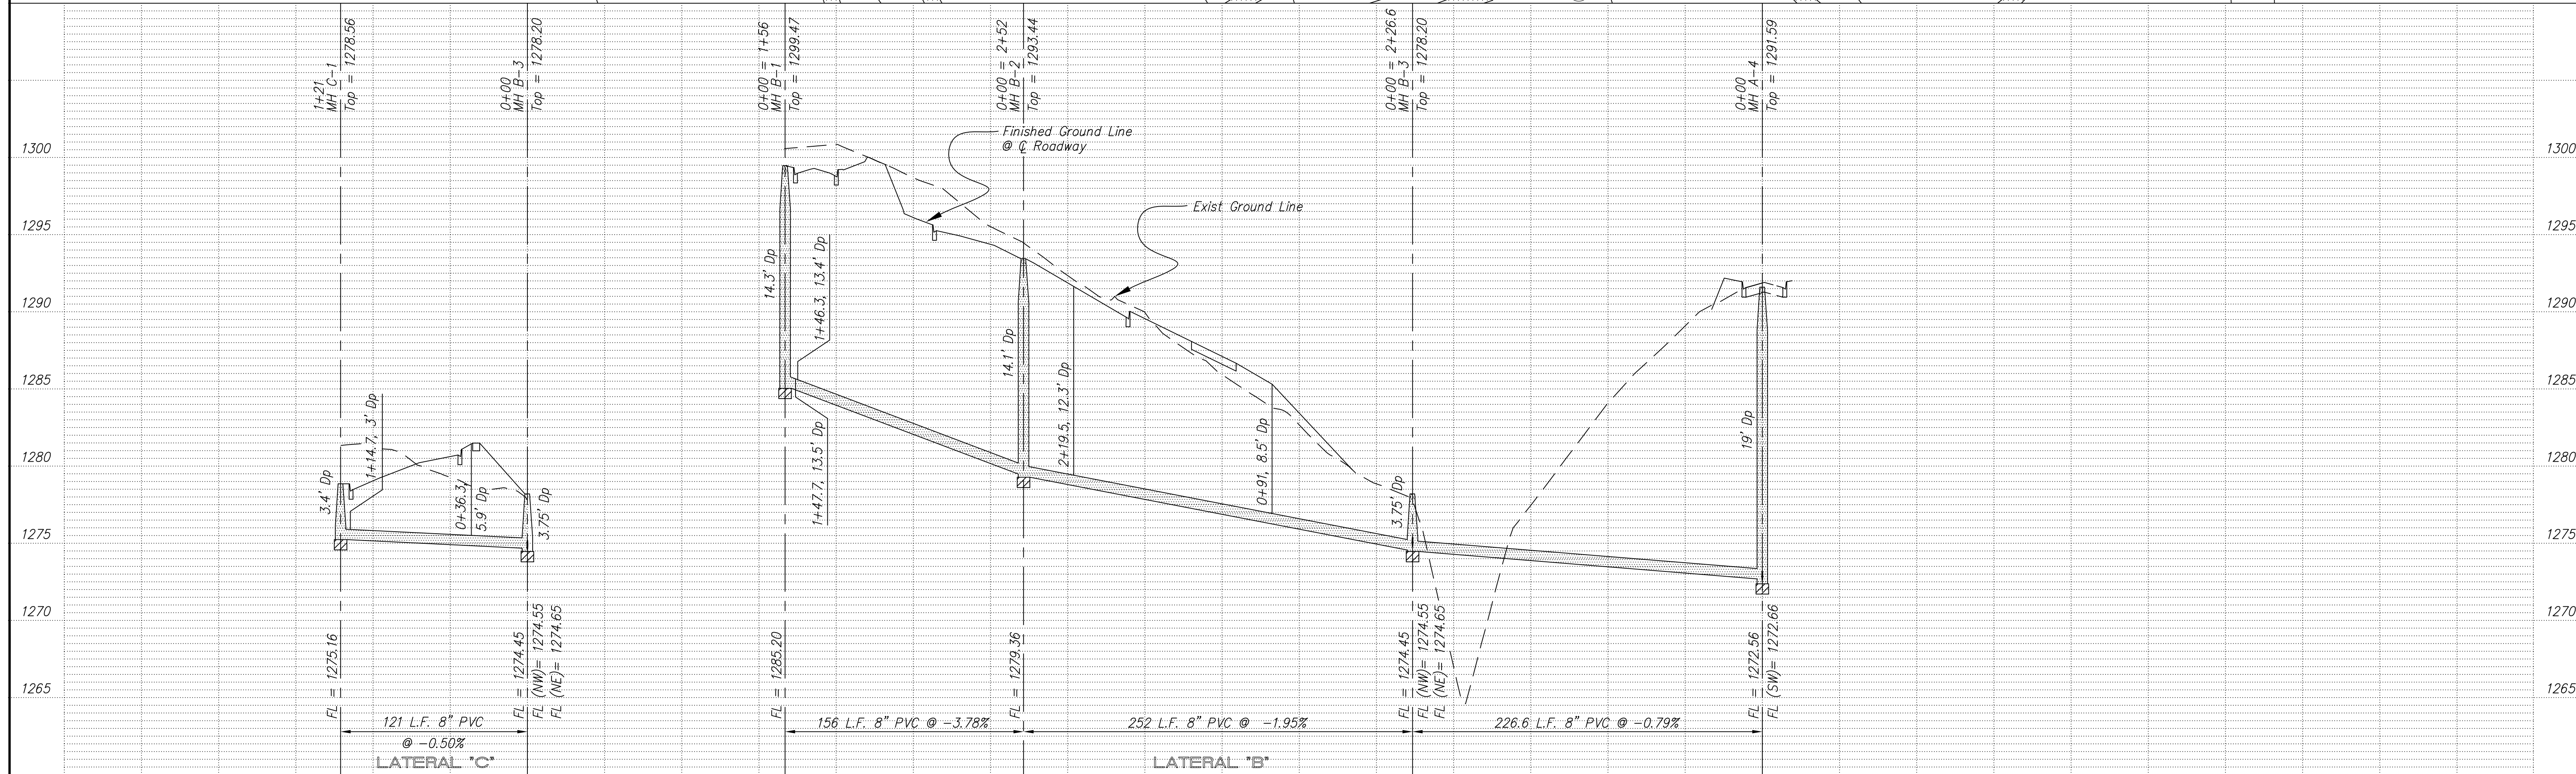 1+21
MH C-1
Top = 1278.56
0+00
MH B-3
Top = 1278.20
0+00 = 1+56
MH B-1
Top = 1299.47
0+00 = 2+52
MH B-2
Top = 1293.44
0+00 = 2+26.6
MH B-3
Top = 1278.20
0+00
MH A-4
Top = 1291.59
Finished Ground Line
@ ℄ Roadway
Exist Ground Line
1300
1295
1290
1285
1280
1275
1270
1265
1300
1295
1290
1285
1280
1275
1270
1265
3.4' Dp
1+14.7, 3' Dp
0+36.3,
5.9' Dp
3.75' Dp
14.3' Dp
1+46.3, 13.4' Dp
1+47.7, 13.5' Dp
14.1' Dp
2+19.5, 12.3' Dp
0+91, 8.5' Dp
3.75' Dp
19' Dp
FL = 1275.16
FL = 1274.45
FL (NW)= 1274.55
FL (NE)= 1274.65
FL = 1285.20
FL = 1279.36
FL = 1274.45
FL (NW)= 1274.55
FL (NE)= 1274.65
FL = 1272.56
FL (SW)= 1272.66
121 L.F. 8" PVC
@ -0.50%
156 L.F. 8" PVC @ -3.78%
252 L.F. 8" PVC @ -1.95%
226.6 L.F. 8" PVC @ -0.79%
LATERAL "C"
LATERAL "B"